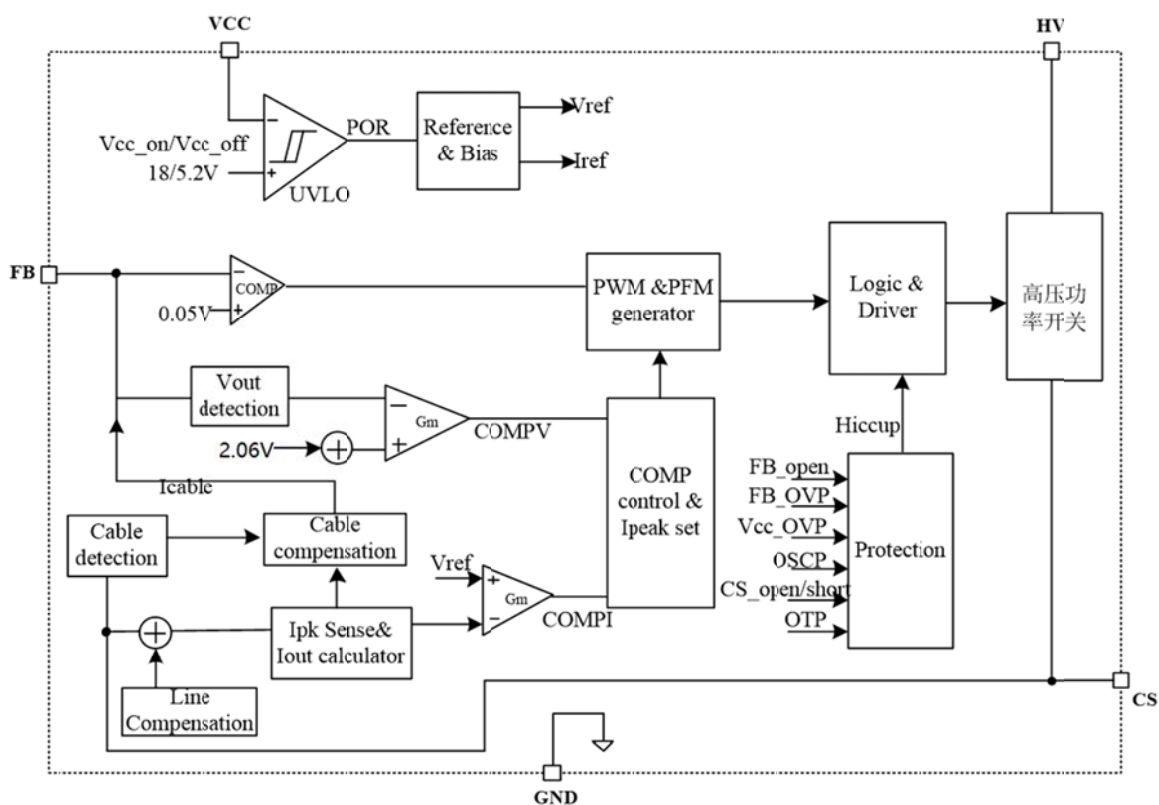 VCC
HV
Vcc_on/Vcc_off
18/5.2V
-
+
UVLO
POR
Reference
& Bias
Vref
Iref
FB
-
+
COMP
0.05V
PWM &PFM
generator
Logic &
Driver
高压功
率开关
Vout
detection
2.06V
-
+
Gm
COMPV
Icable
Cable
detection
Cable
compensation
COMP
control &
Ipeak set
Hiccup
FB_open
FB_OVP
Vcc_OVP
OSCP
CS_open/short
OTP
Protection
Vref
+
-
Gm
COMPI
Ipk Sense&
Iout calculator
Line
Compensation
CS
GND